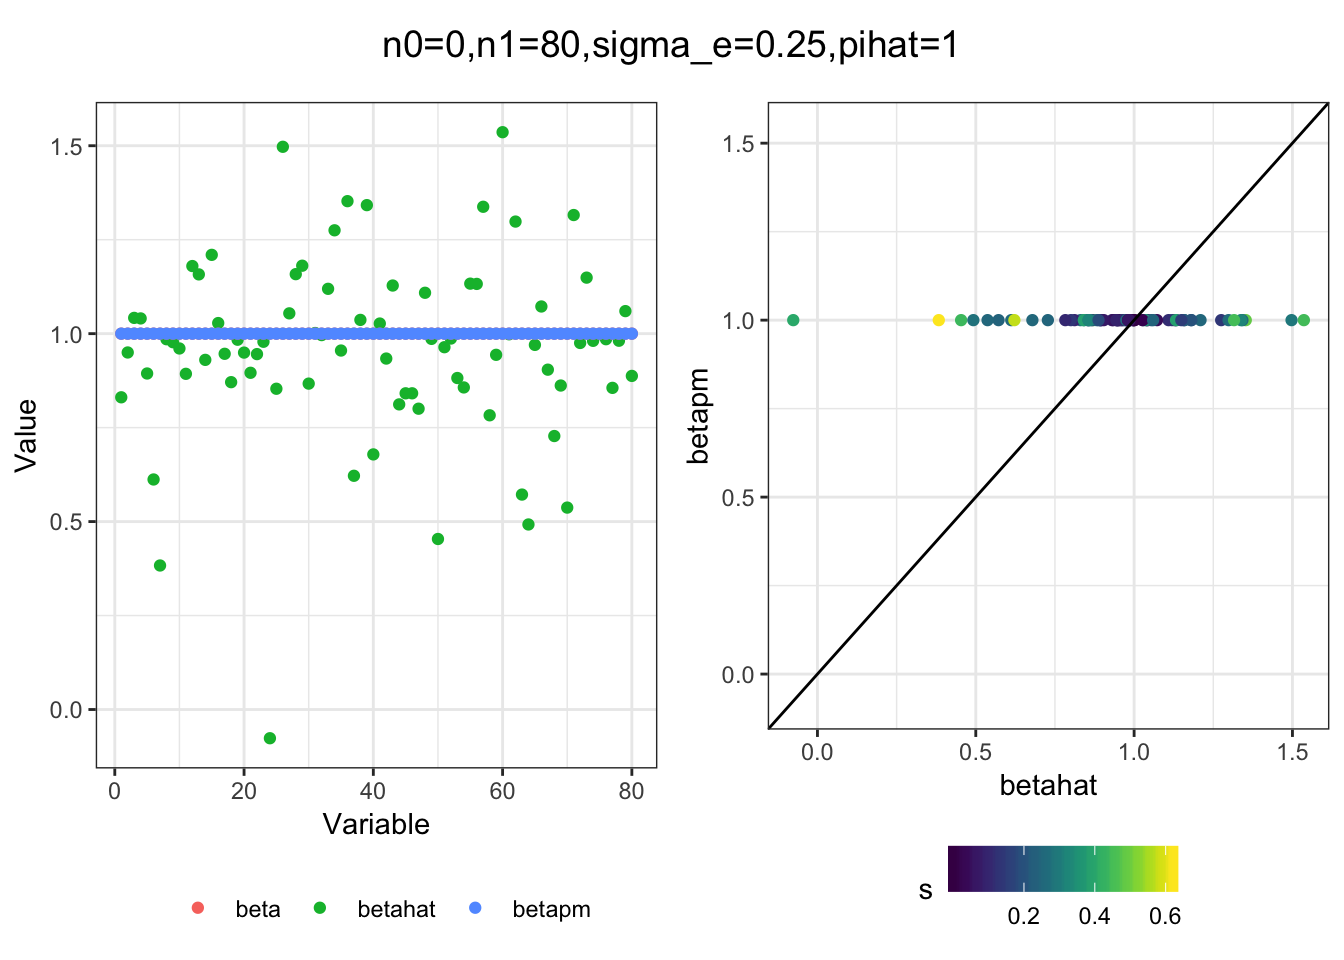 n0=0,n1=80,sigma_e=0.25,pihat=1
Value
1.5
1.0
0.5
0.0
0 20 40 60 80
Variable
beta betahat betapm
betapm
1.5
1.0
0.5
0.0
0.0 0.5 1.0 1.5
betahat
s
0.2 0.4 0.6